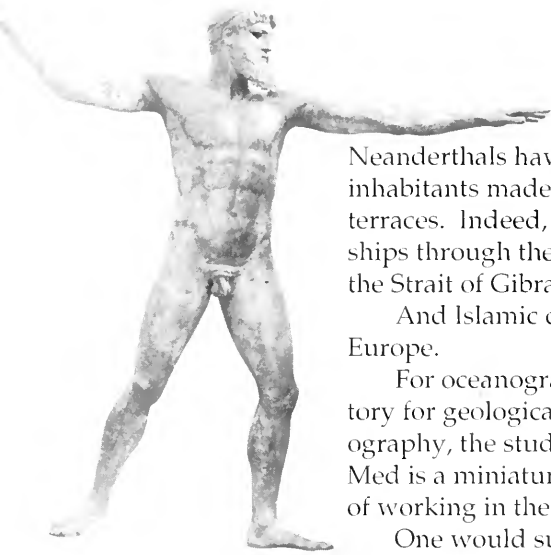 Neanderthals hav
inhabitants made
terraces. Indeed,
ships through the
the Strait of Gibra
And Islamic c
Europe.
For oceanogra
tory for geological
ography, the stud
Med is a miniatur
of working in the
One would su